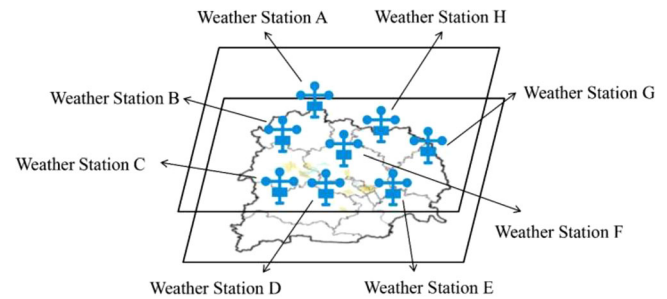 Weather Station A
Weather Station H
Weather Station B
Weather Station G
Weather Station C
Weather Station F
Weather Station D
Weather Station E